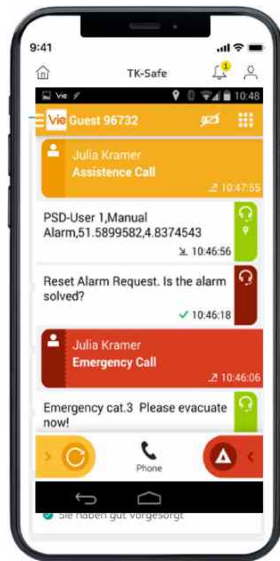 9:41
TK-Safe
1
Vie
10:48
Vie Guest 96732
Julia Kramer
Assistence Call
10:47:55
PSD-User 1,Manual
Alarm,51.5899582,4.8374543
10:46:56
Reset Alarm Request. Is the alarm
solved?
10:46:18
Julia Kramer
Emergency Call
10:46:06
Emergency cat.3 Please evacuate
now!
Phone
Sie haben gut vorgesorgt